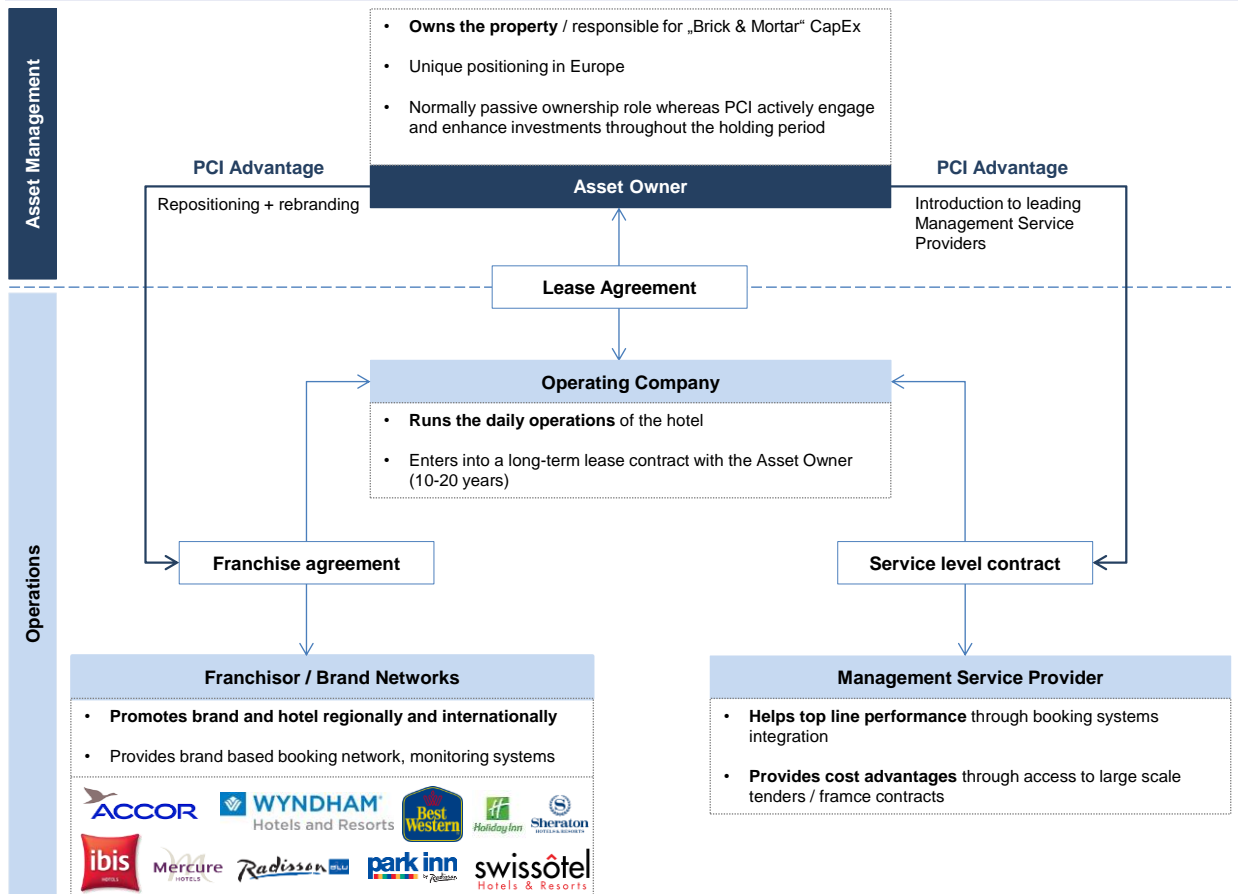 Asset Management
• Owns the property / responsible for „Brick & Mortar“ CapEx
• Unique positioning in Europe
• Normally passive ownership role whereas PCI actively engage
and enhance investments throughout the holding period
PCI Advantage
Asset Owner
PCI Advantage
Repositioning + rebranding
Introduction to leading
Management Service
Providers
Lease Agreement
Operations
Operating Company
• Runs the daily operations of the hotel
• Enters into a long-term lease contract with the Asset Owner
(10-20 years)
Franchise agreement
Service level contract
Franchisor / Brand Networks
• Promotes brand and hotel regionally and internationally
• Provides brand based booking network, monitoring systems
ACCOR
WYNDHAM®
Hotels and Resorts
Best
Western
H
Holiday Inn
S
Sheraton
HOTELS & RESORTS
ibis
HOTELS
Mercure
HOTELS
Radisson BLU
park inn
by Radisson
swissôtel
Hotels & Resorts
Management Service Provider
• Helps top line performance through booking systems
integration
• Provides cost advantages through access to large scale
tenders / framce contracts